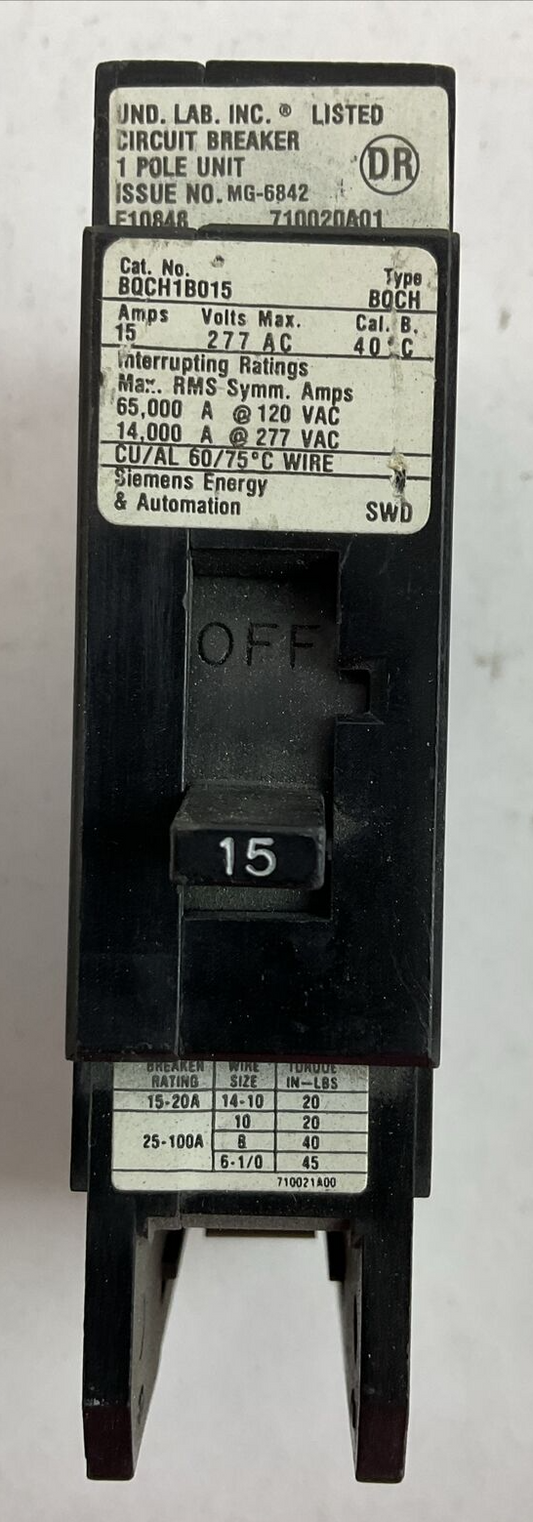 UND. LAB. INC.® LISTED
CIRCUIT BREAKER
1 POLE UNIT
DR
ISSUE NO. MG-6842
E10848 710020A01
Cat. No. Type
BQCH1B015 BQCH
Amps Volts Max. Cal. B.
15 277 AC 40°C
Interrupting Ratings
Max. RMS Symm. Amps
65,000 A @ 120 VAC
14,000 A @ 277 VAC
CU/AL 60/75°C WIRE
Siemens Energy
& Automation SWD
OFF
15
BREAKER WIRE TORQUE
RATING SIZE IN-LBS
15-20A 14-10 20
10 20
25-100A 8 40
6-1/0 45
710021A00